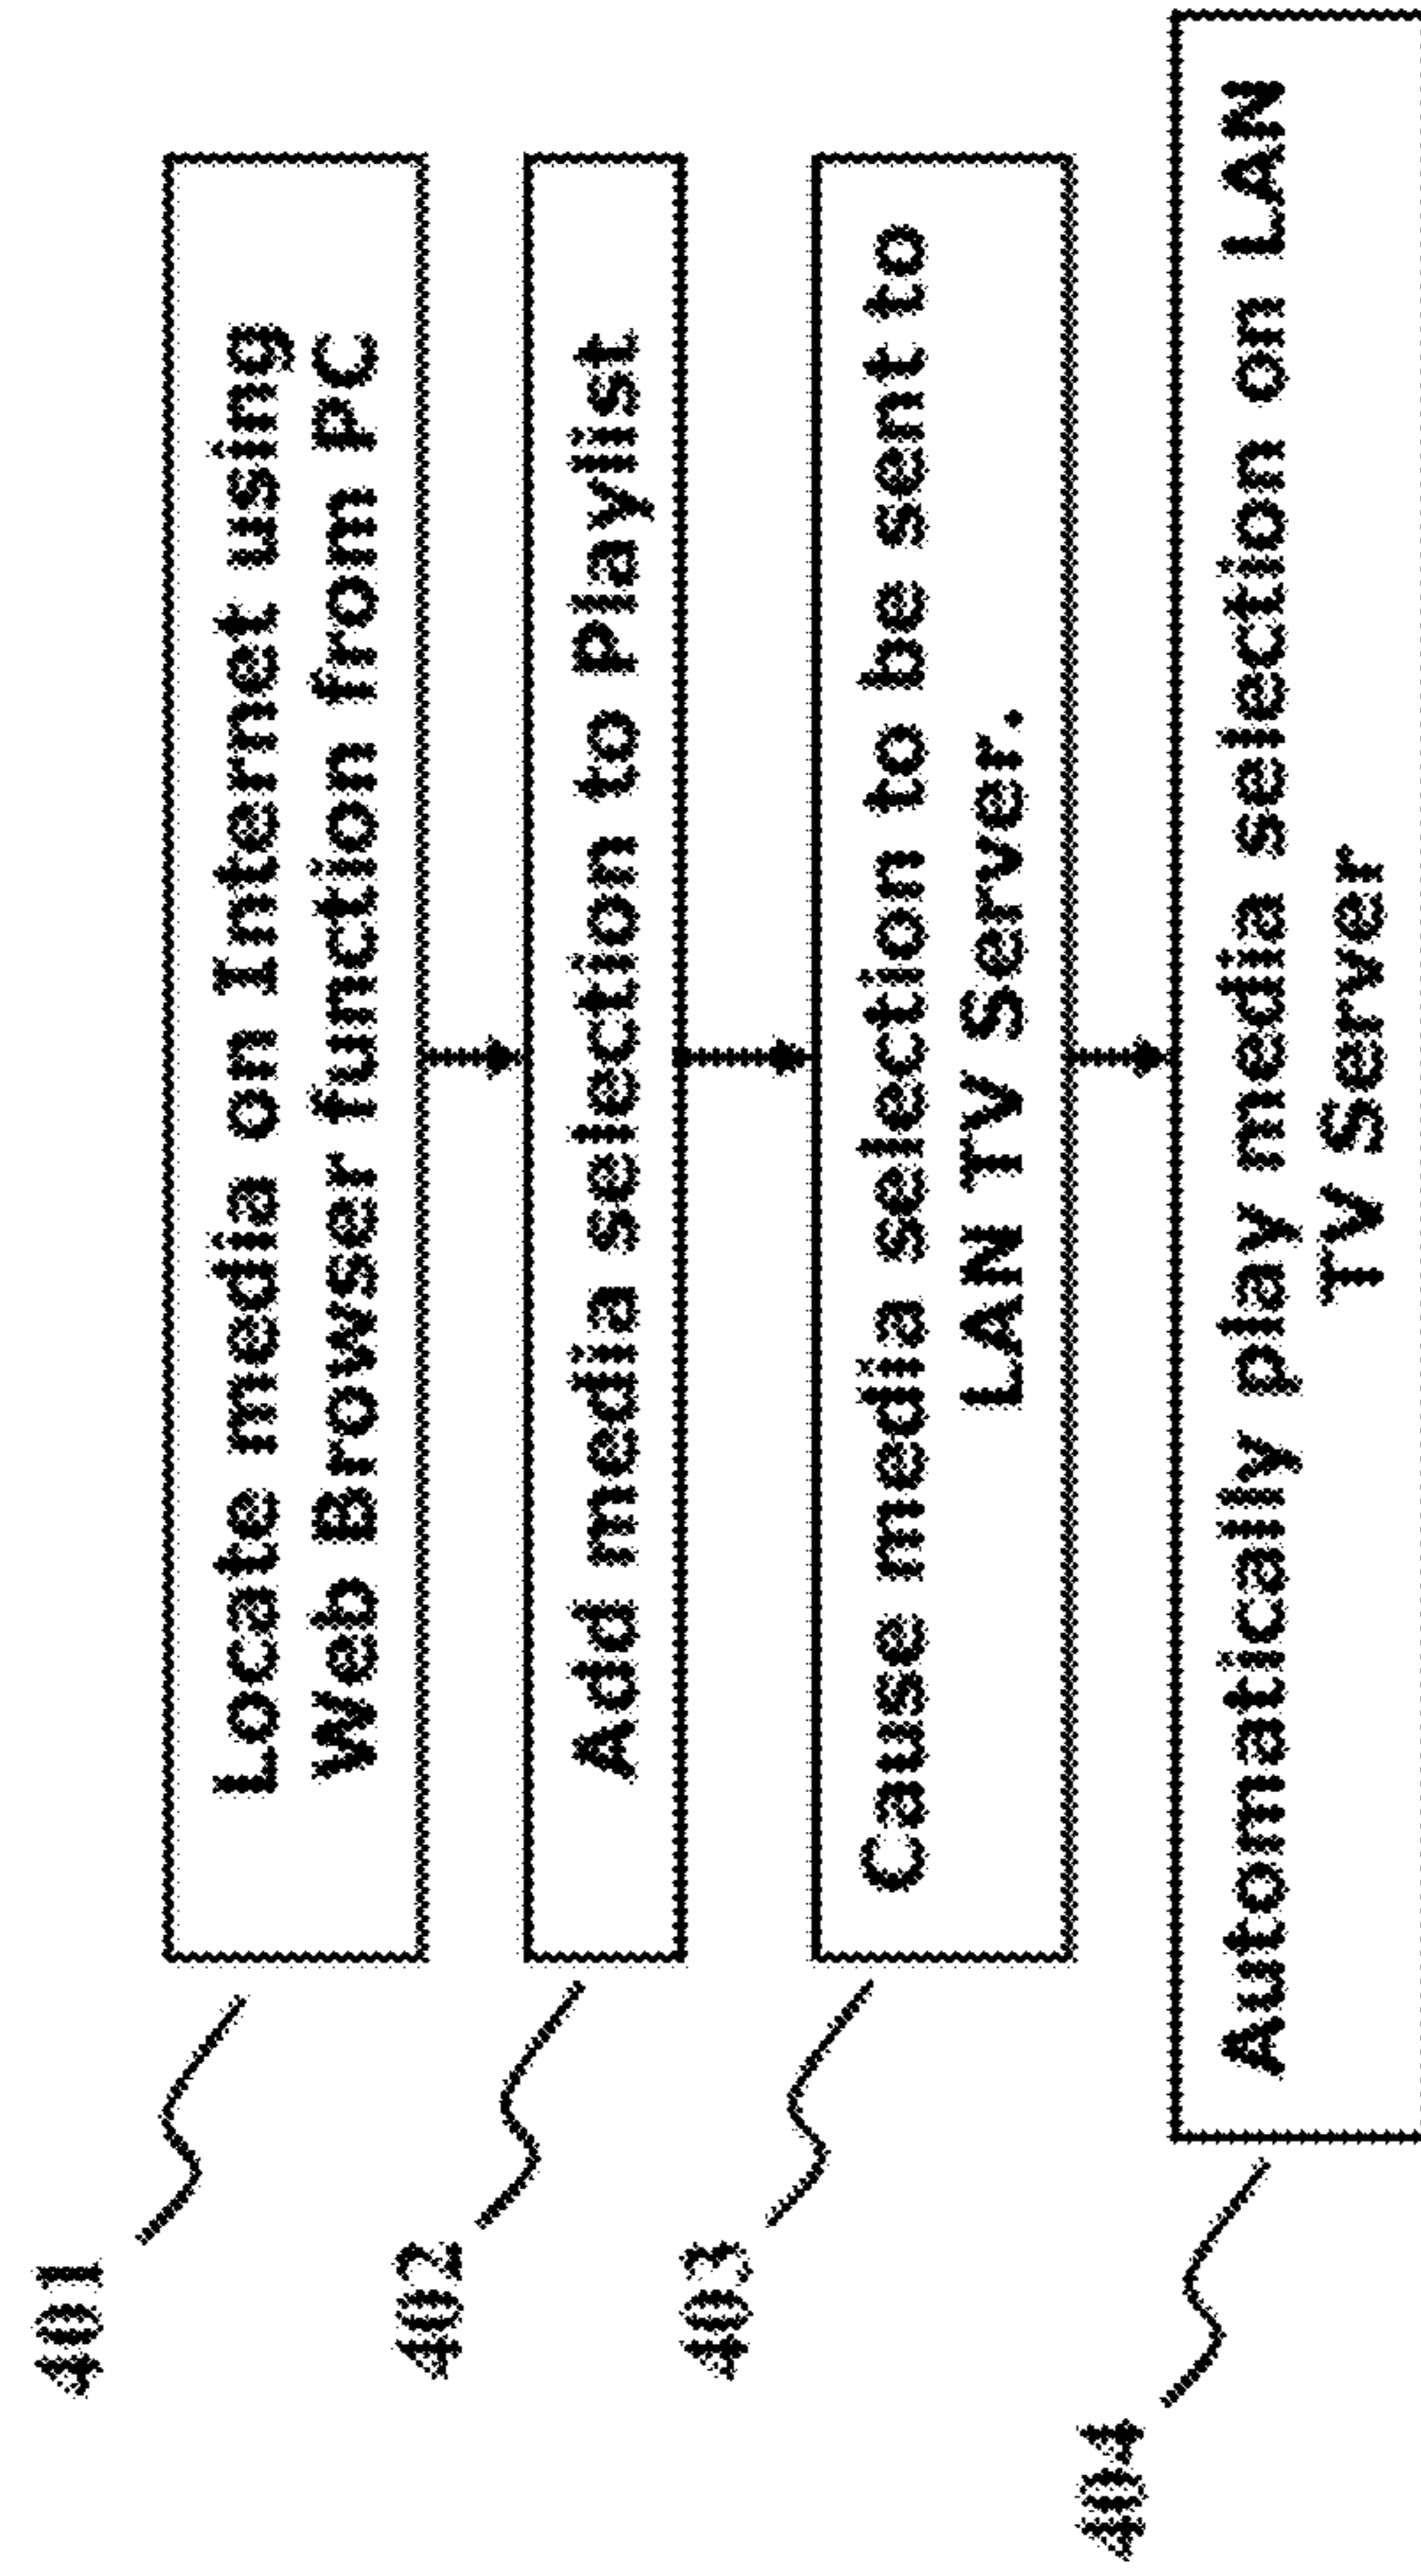 401
Locate media on Internet using
Web Browser function from PC
402
Add media selection to Playlist
403
Cause media selection to be sent to
LAN TV Server.
404
Automatically play media selection on LAN
TV Server